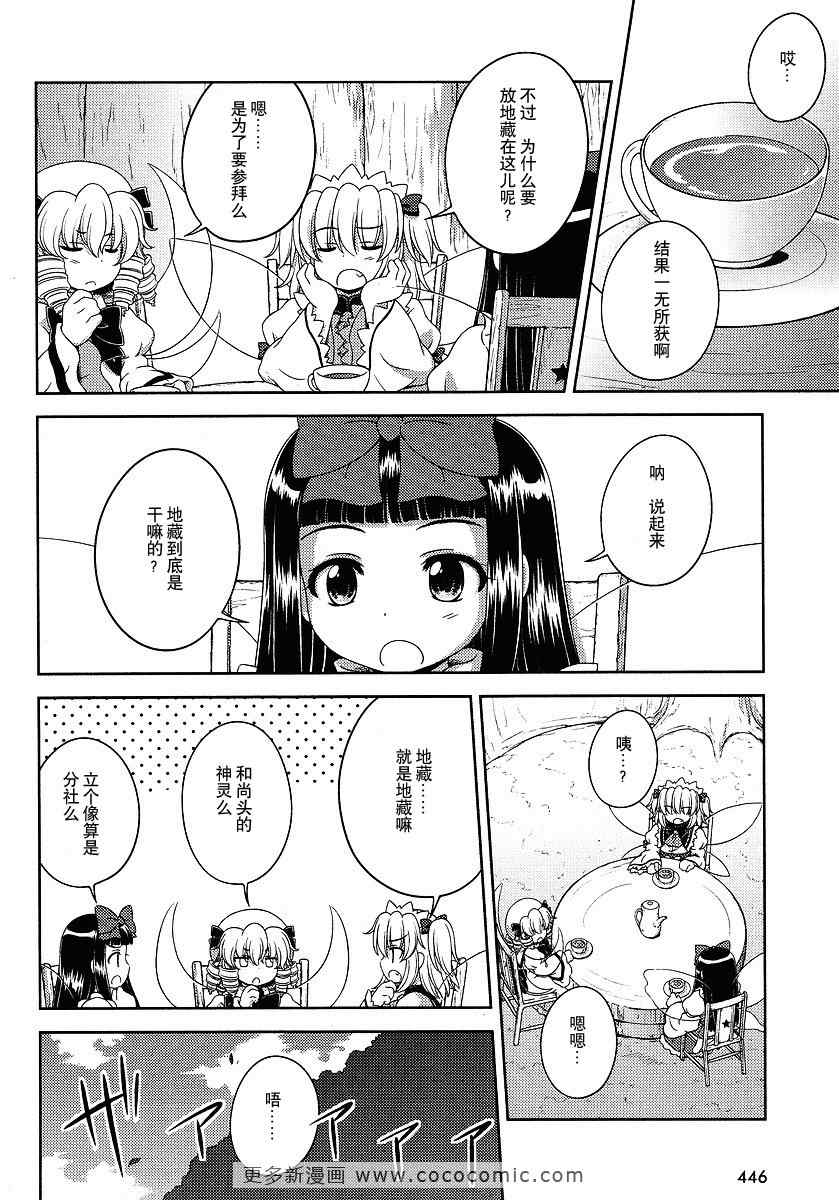 哎…
结果一无所获啊
不过 为什么要
放地藏在这儿呢？
嗯……
是为了要参拜么
呐 说起来
地藏到底是
干嘛的？
咦…？
嗯嗯…
地藏……
就是地藏嘛
和尚头的
神灵么
立个像算是
分社么
唔……
ザアアア
更多新漫画 www.cococomic.com
446